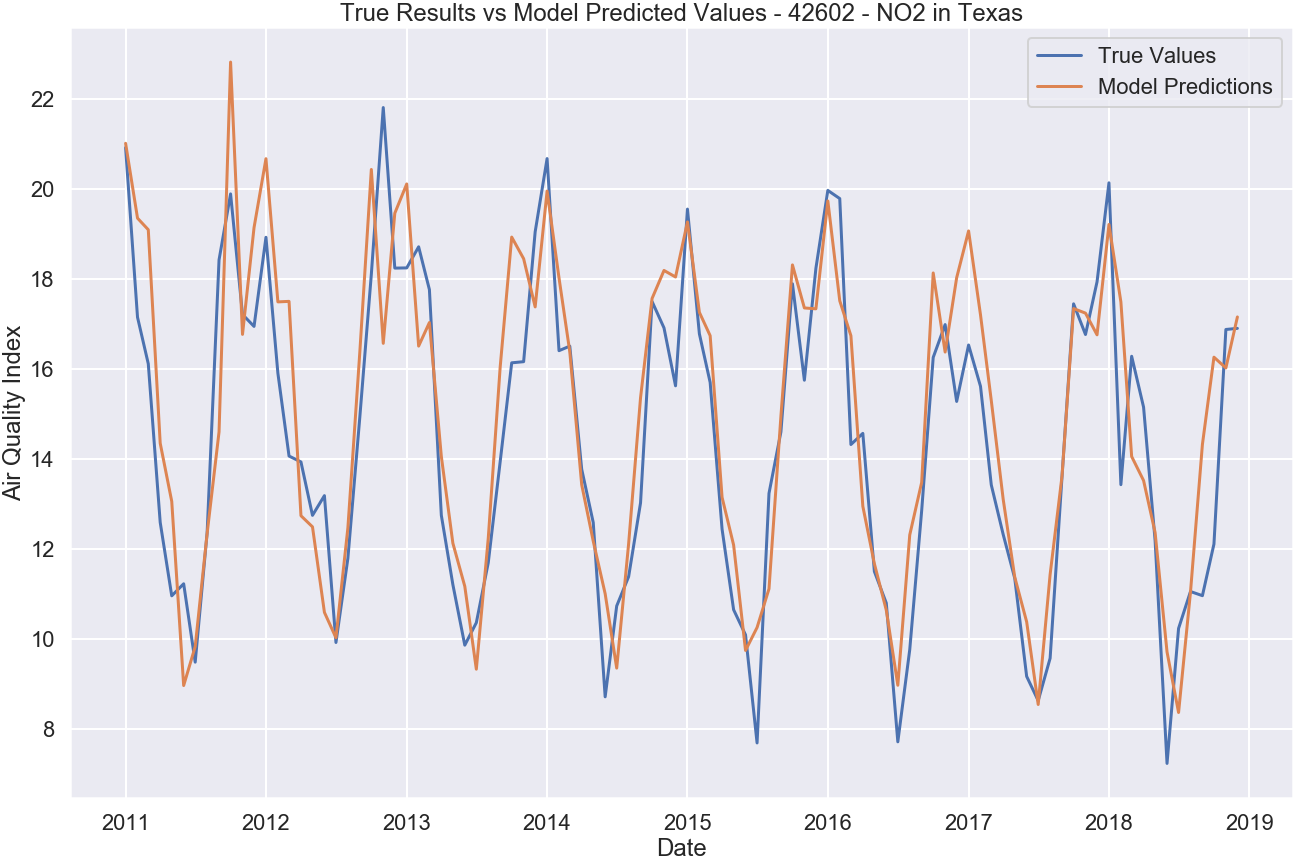 True Results vs Model Predicted Values - 42602 - NO2 in Texas
True Values
Model Predictions
Air Quality Index
22
20
18
16
14
12
10
8
2011 2012 2013 2014 2015 2016 2017 2018 2019
Date